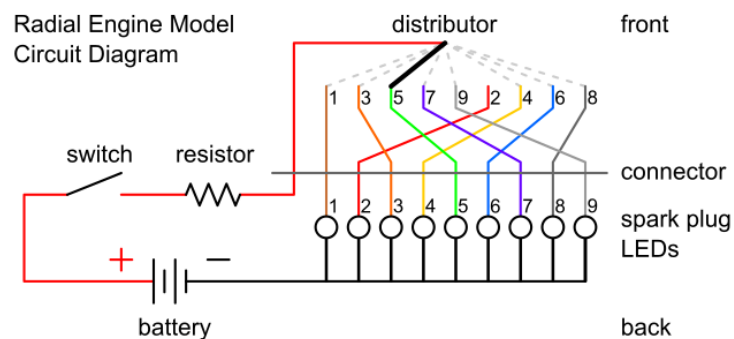 Radial Engine Model
Circuit Diagram
distributor
front
1 3 5 7 9 2 4 6 8
switch
resistor
connector
1 2 3 4 5 6 7 8 9
spark plug
LEDs
+ −
battery
back